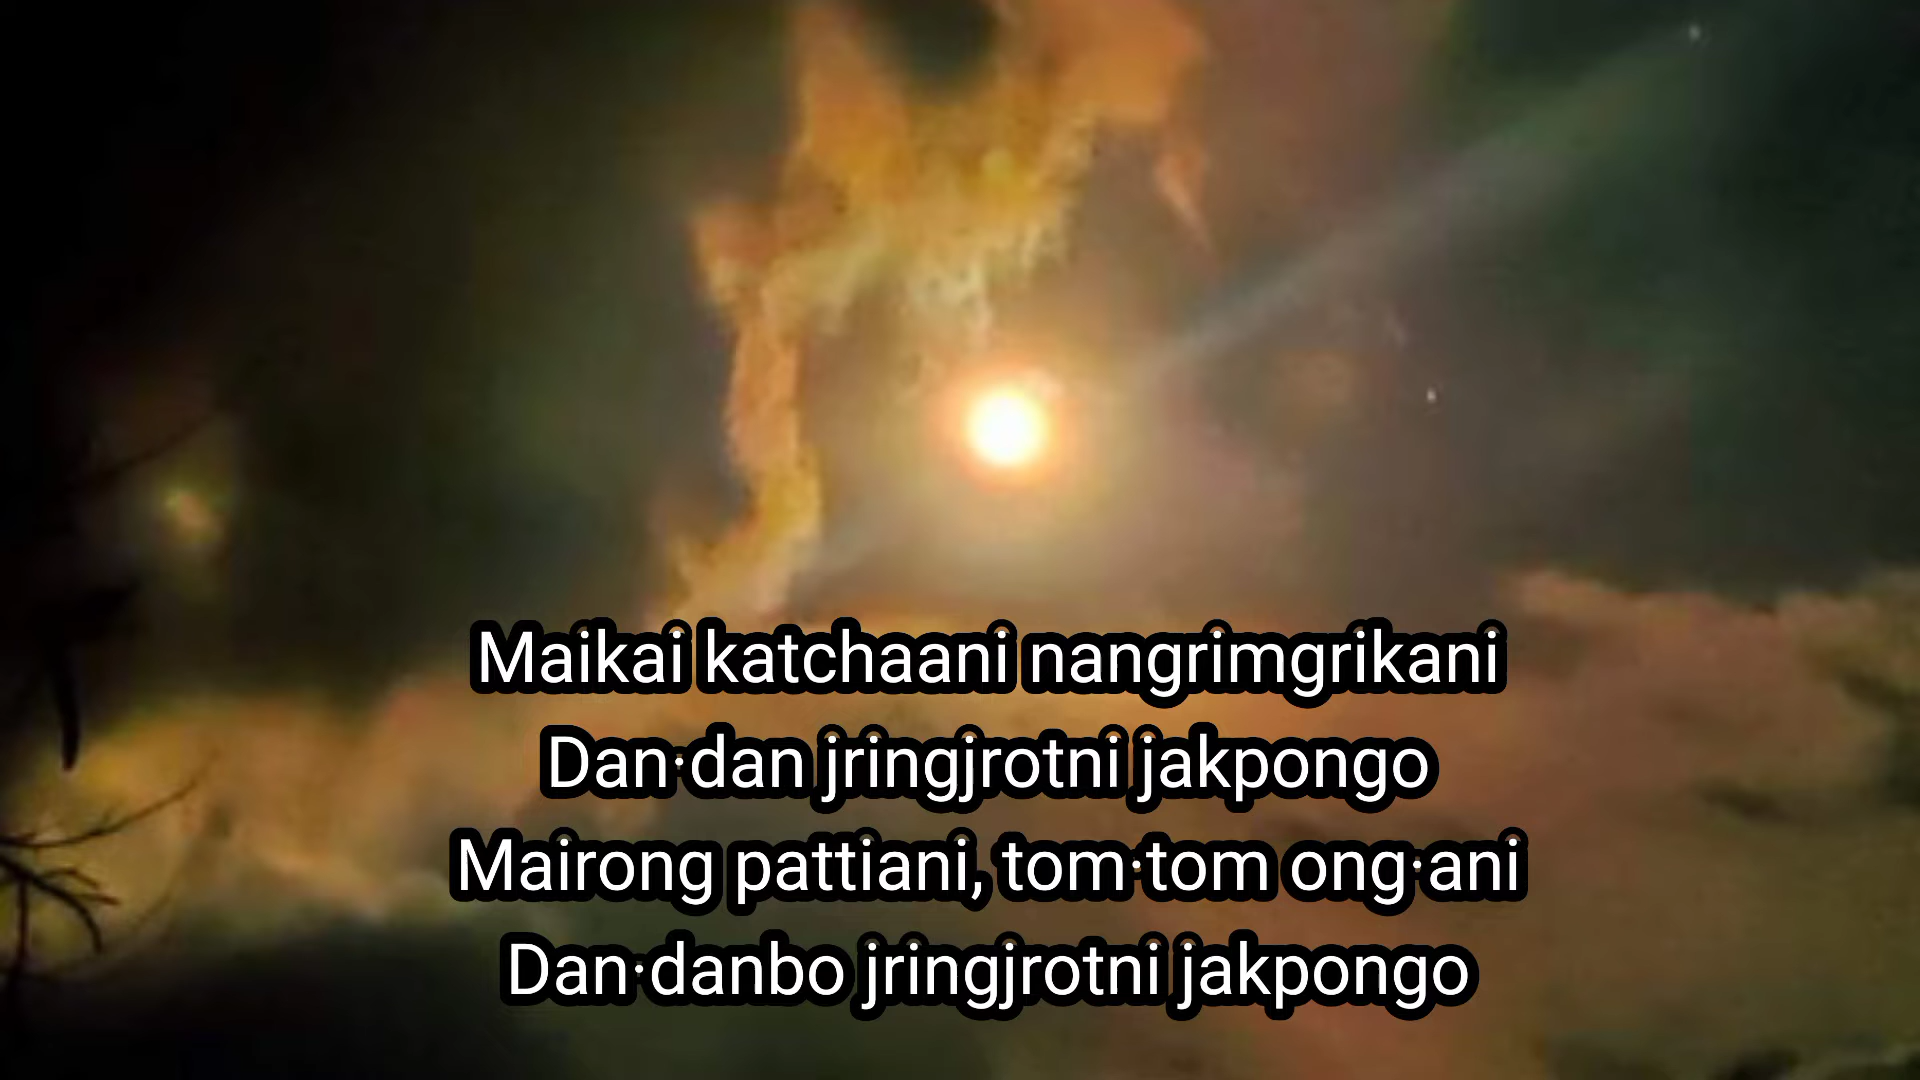 Maikai katchaani nangrimgrikani
Dan·dan jringjrotni jakpongo
Mairong pattiani, tom·tom ong·ani
Dan·danbo jringjrotni jakpongo